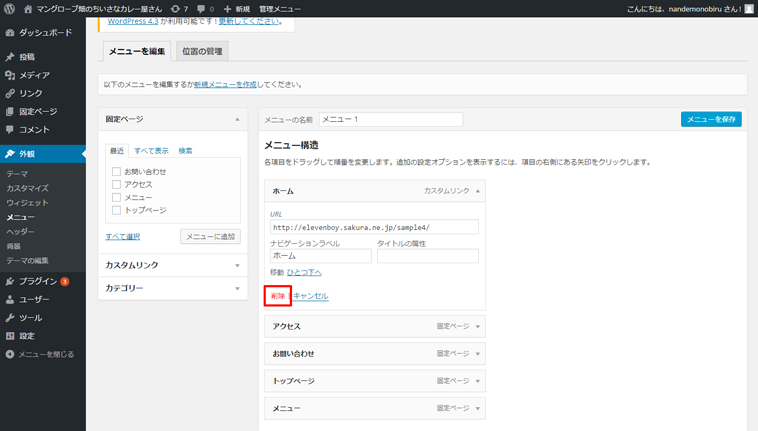 マングローブ畑のちいさなカレー屋さん 7 0 新規 管理メニュー こんにちは、nandemonobiru さん !
ダッシュボード
投稿
メディア
リンク
固定ページ
コメント
外観
テーマ
カスタマイズ
ウィジェット
メニュー
ヘッダー
背景
テーマの編集
プラグイン 3
ユーザー
ツール
設定
メニューを閉じる
WordPress 4.3 が利用可能です ! 更新してください。
メニューを編集 位置の管理
以下のメニューを編集するか新規メニューを作成してください。
固定ページ
最近 すべて表示 検索
お問い合わせ
アクセス
メニュー
トップページ
すべて選択 メニューに追加
カスタムリンク
カテゴリー
メニューの名前 メニュー 1 メニューを保存
メニュー構造
各項目をドラッグして順番を変更します。追加の設定オプションを表示するには、項目の右側にある矢印をクリックします。
ホーム カスタムリンク
URL
http://elevenboy.sakura.ne.jp/sample4/
ナビゲーションラベル タイトルの属性
ホーム
移動 ひとつ下へ
削除 | キャンセル
アクセス 固定ページ
お問い合わせ 固定ページ
トップページ 固定ページ
メニュー 固定ページ